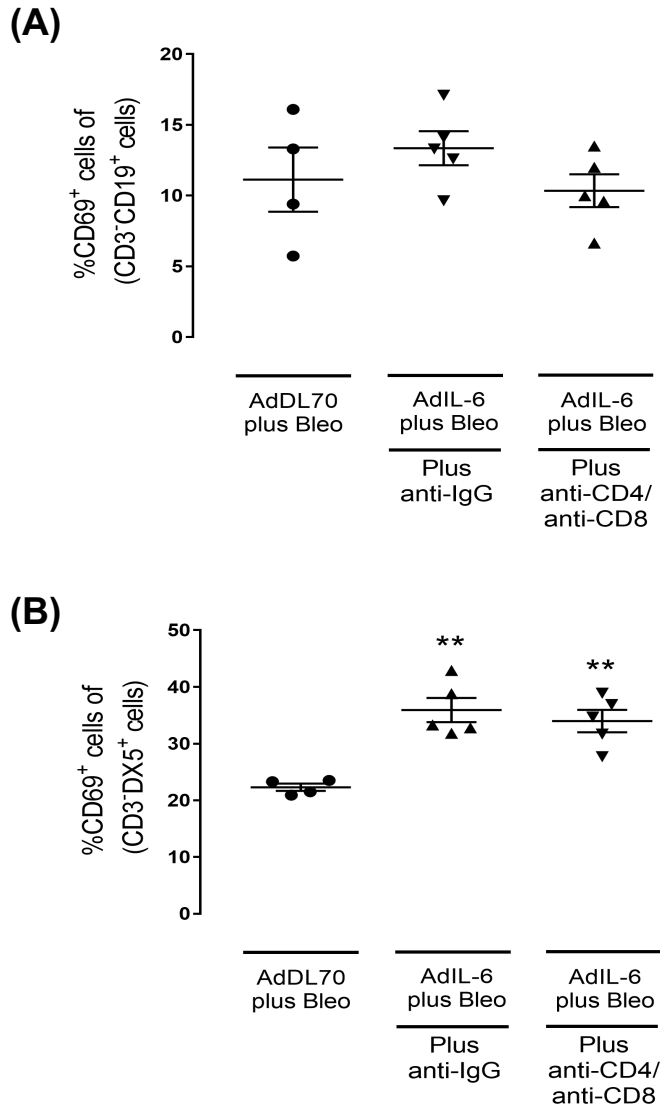 (A)
%CD69⁺ cells of
(CD3⁻CD19⁺ cells)
20
15
10
5
0
AdDL70
plus Bleo
AdIL-6
plus Bleo
AdIL-6
plus Bleo
Plus
anti-IgG
Plus
anti-CD4/
anti-CD8
(B)
%CD69⁺ cells of
(CD3⁻DX5⁺ cells)
50
40
30
20
10
0
**
**
AdDL70
plus Bleo
AdIL-6
plus Bleo
AdIL-6
plus Bleo
Plus
anti-IgG
Plus
anti-CD4/
anti-CD8